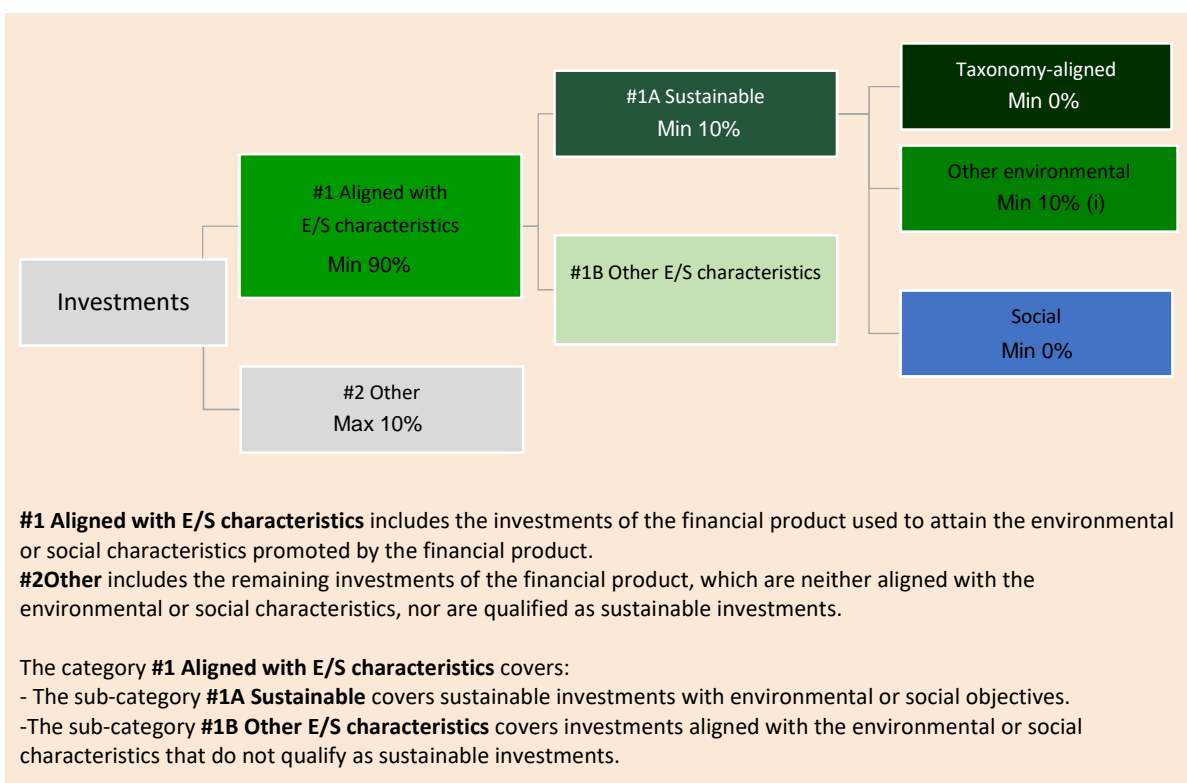 Taxonomy-aligned
Min 0%
#1A Sustainable
Min 10%
Other environmental
Min 10% (i)
#1 Aligned with
E/S characteristics
Min 90%
#1B Other E/S characteristics
Investments
Social
Min 0%
#2 Other
Max 10%
#1 Aligned with E/S characteristics includes the investments of the financial product used to attain the environmental
or social characteristics promoted by the financial product.
#2Other includes the remaining investments of the financial product, which are neither aligned with the
environmental or social characteristics, nor are qualified as sustainable investments.
The category #1 Aligned with E/S characteristics covers:
- The sub-category #1A Sustainable covers sustainable investments with environmental or social objectives.
-The sub-category #1B Other E/S characteristics covers investments aligned with the environmental or social
characteristics that do not qualify as sustainable investments.